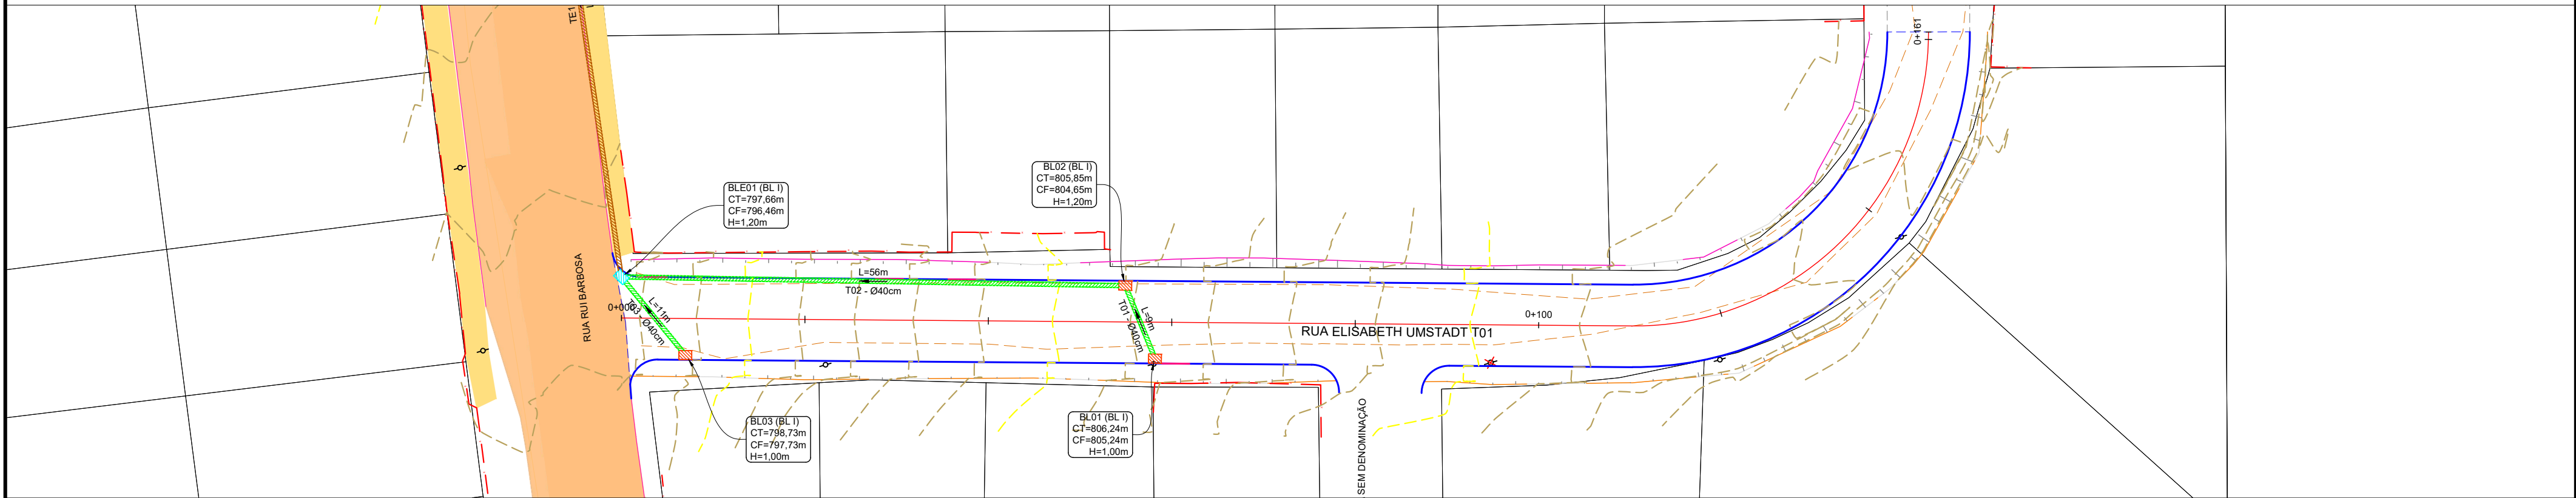 TE1
0+161
BL02 (BL I)
CT=805,85m
CF=804,65m
H=1,20m
BLE01 (BL I)
CT=797,66m
CF=796,46m
H=1,20m
RUA RUI BARBOSA
L=56m
T02 - Ø40cm
0+000
L=11m
T03 - Ø40cm
L=9m
T01 - Ø40cm
0+100
RUA ELISABETH UMSTADT T01
BL03 (BL I)
CT=798,73m
CF=797,73m
H=1,00m
BL01 (BL I)
CT=806,24m
CF=805,24m
H=1,00m
SEM DENOMINAÇÃO